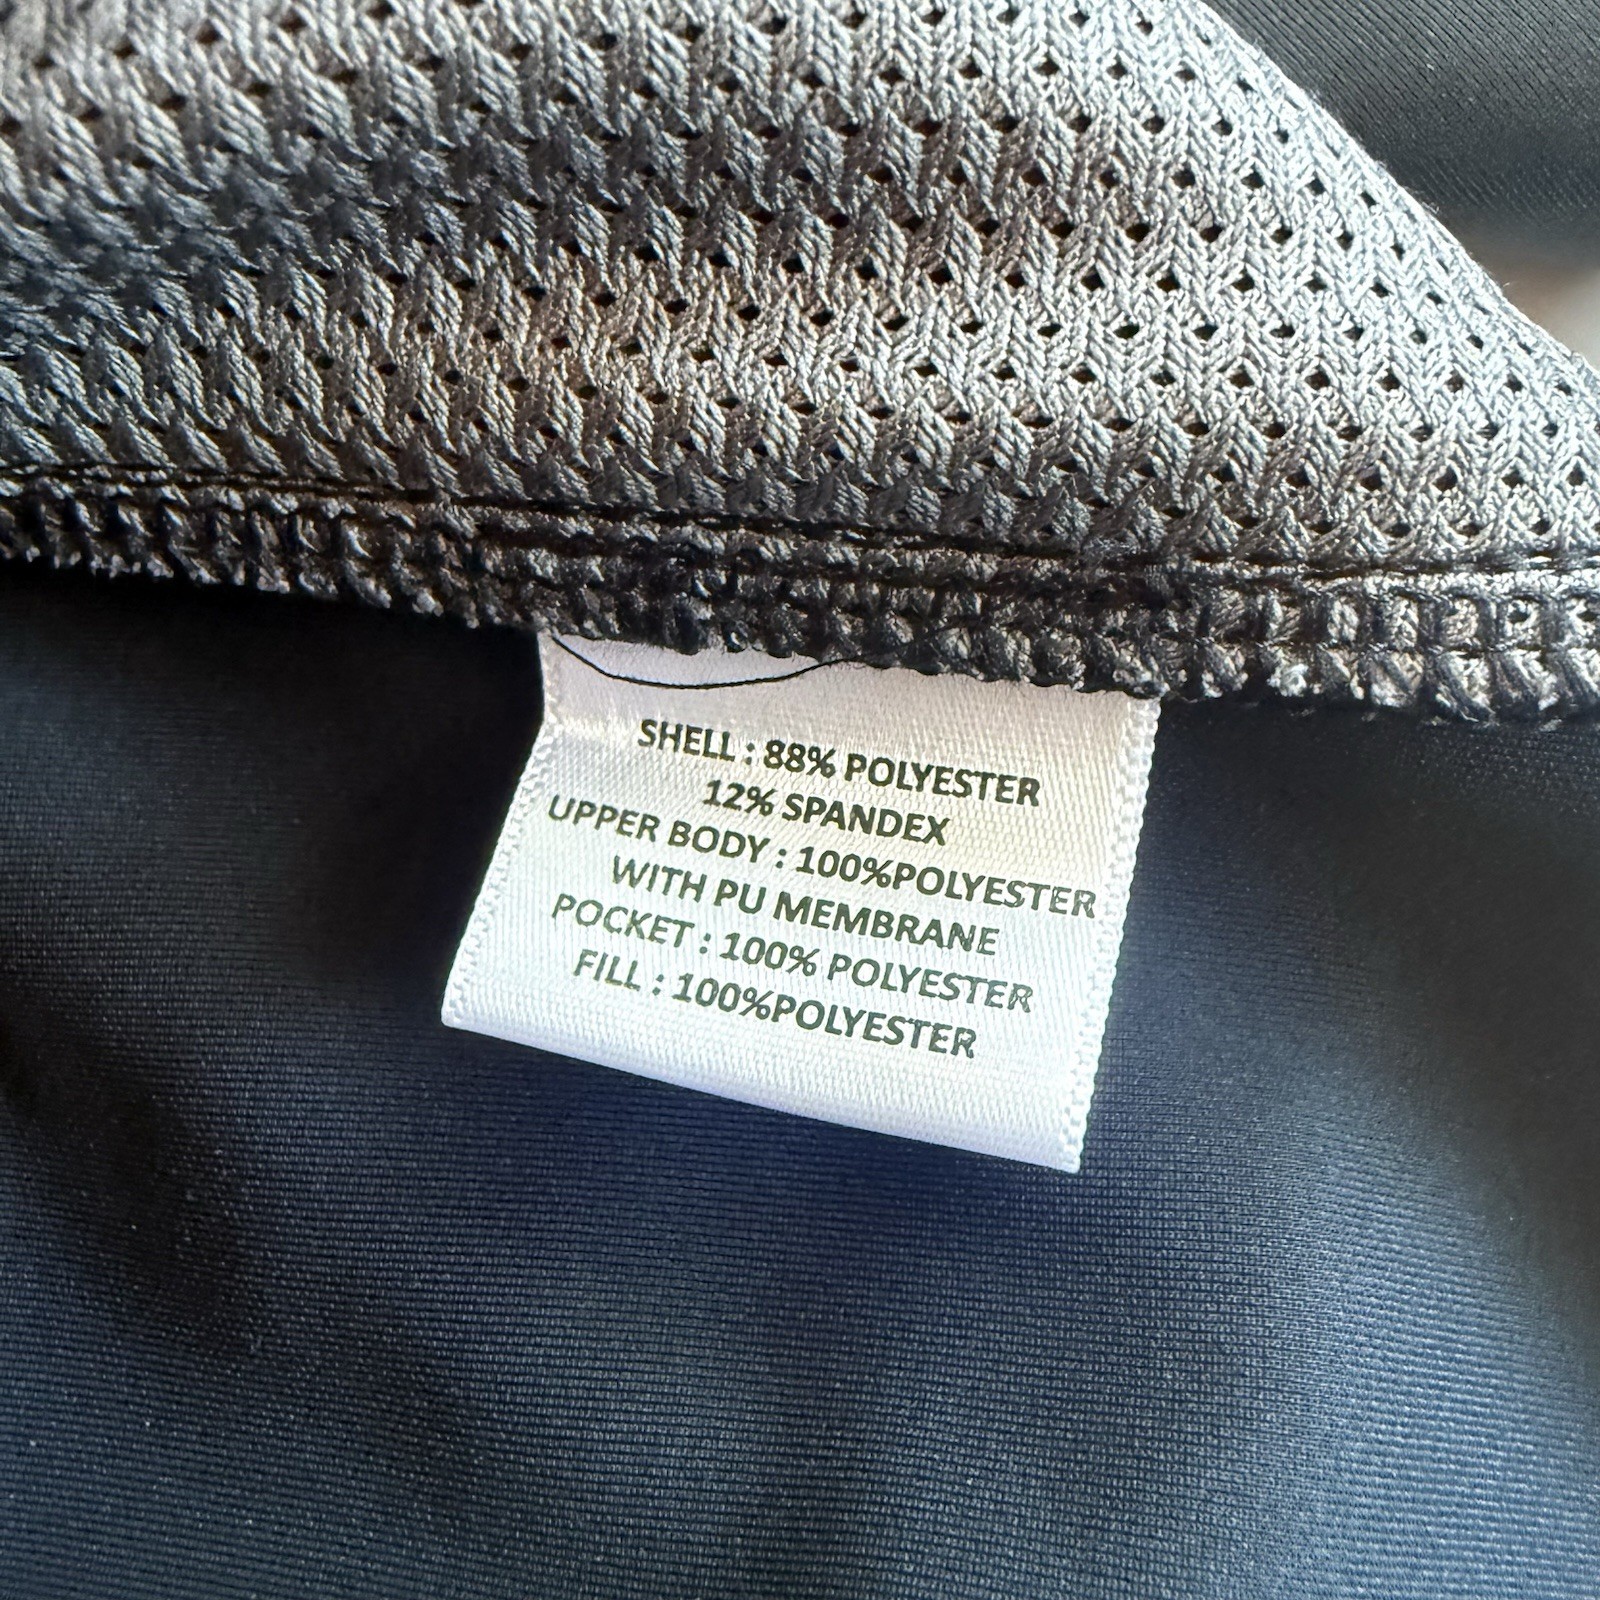 SHELL : 88% POLYESTER
12% SPANDEX
UPPER BODY : 100%POLYESTER
WITH PU MEMBRANE
POCKET : 100% POLYESTER
FILL : 100%POLYESTER